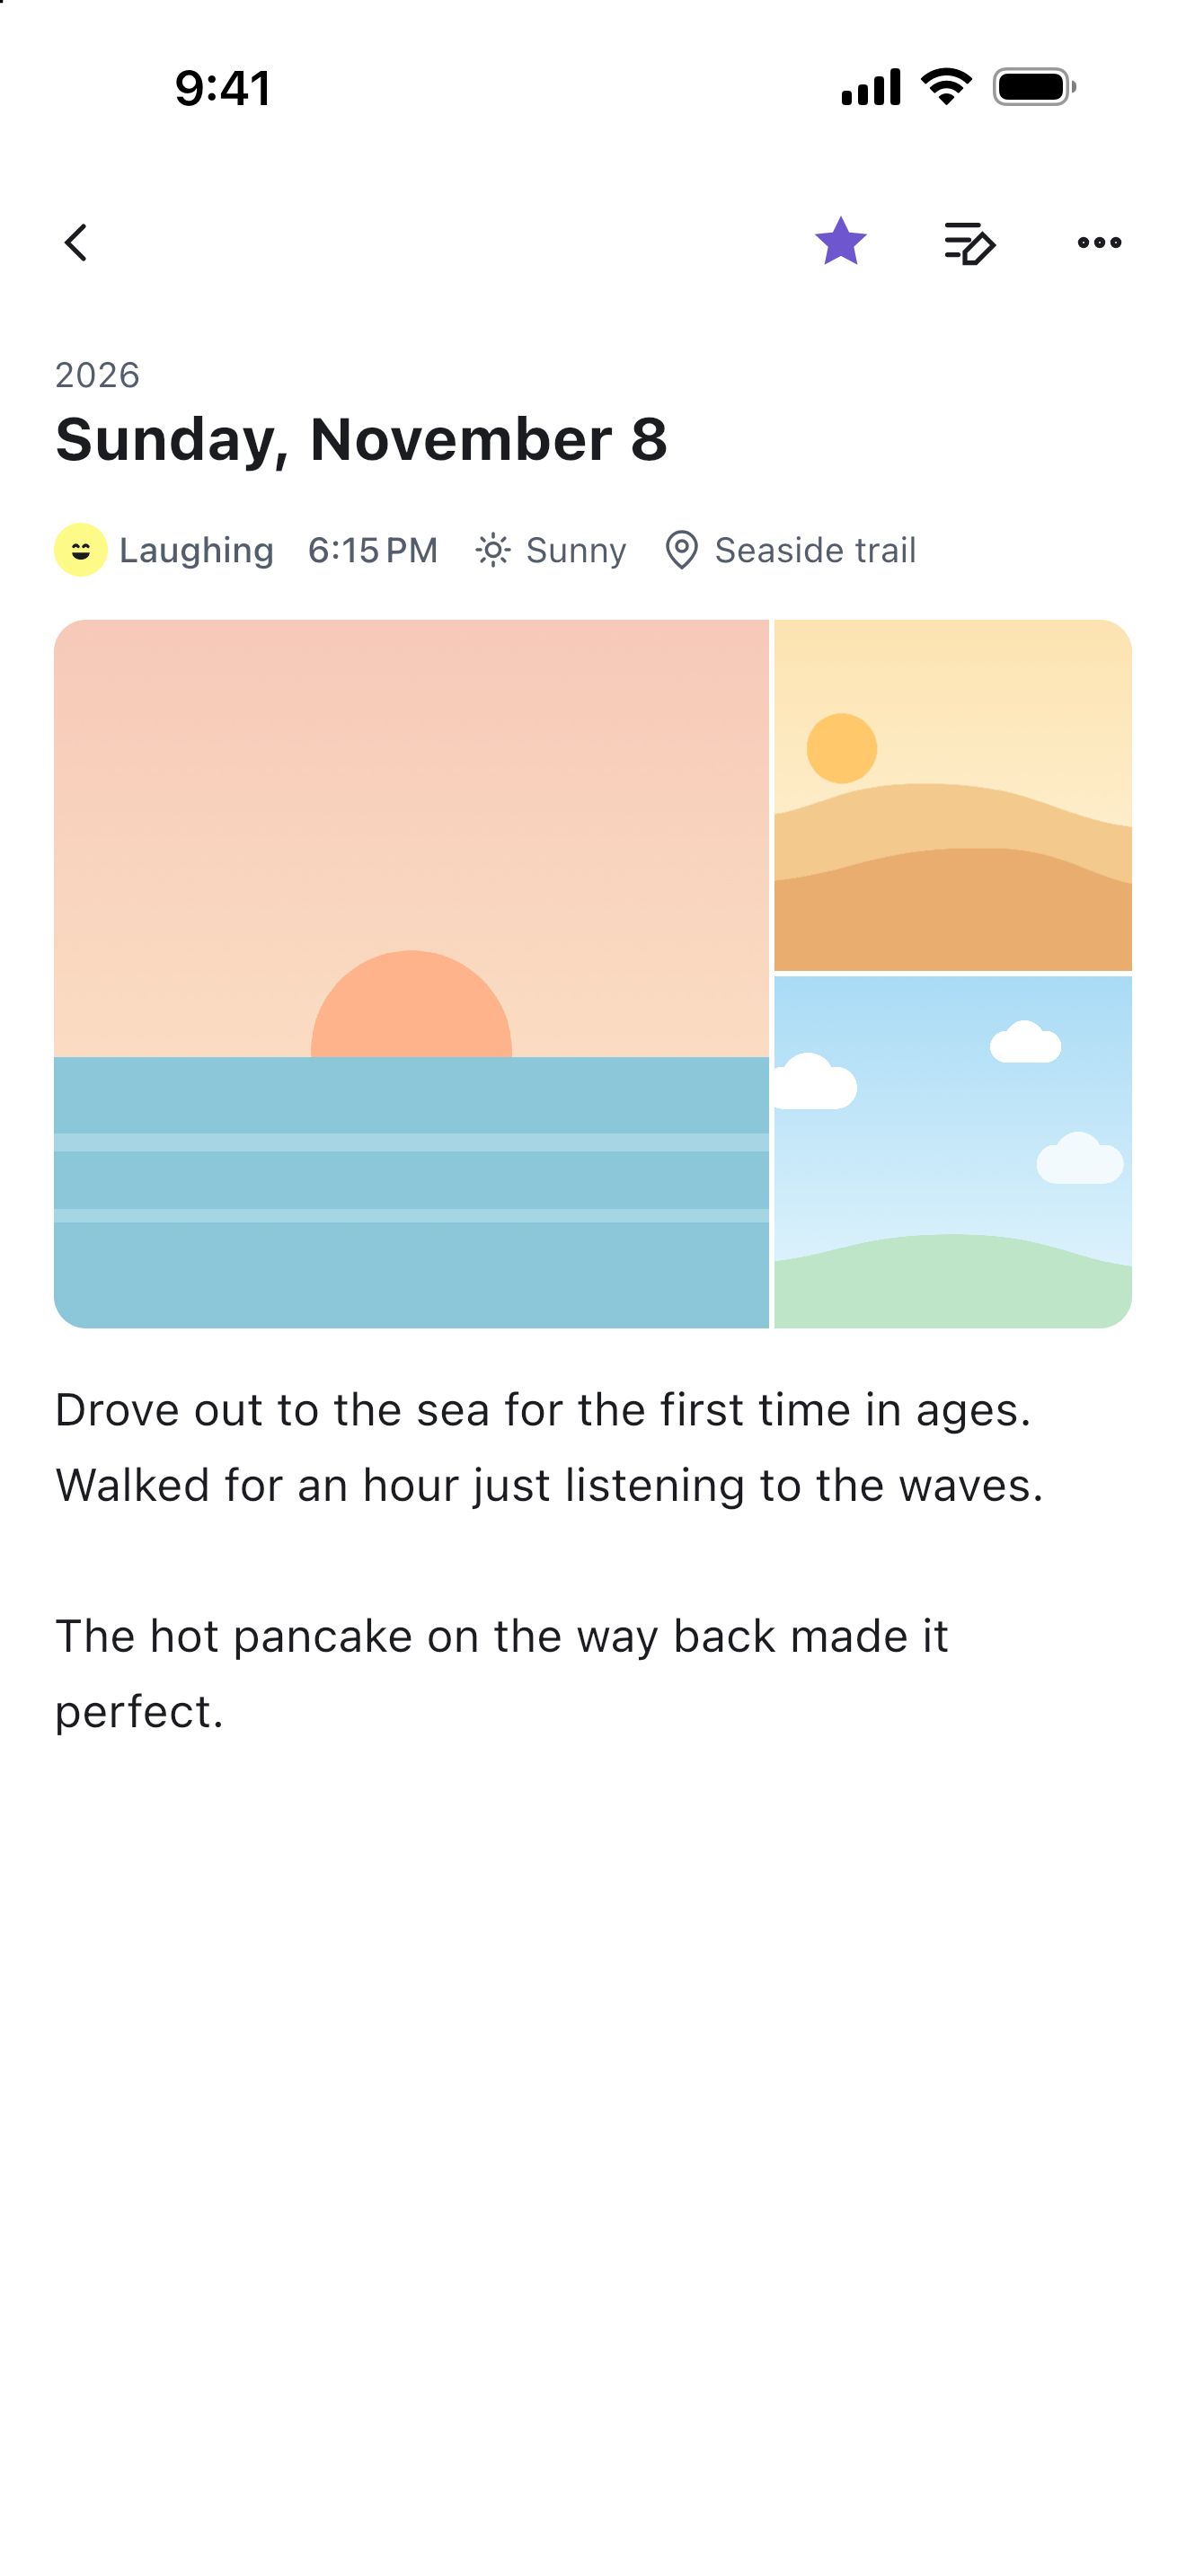 9:41
2026
Sunday, November 8
Laughing 6:15 PM Sunny Seaside trail
Drove out to the sea for the first time in ages.
Walked for an hour just listening to the waves.
The hot pancake on the way back made it
perfect.